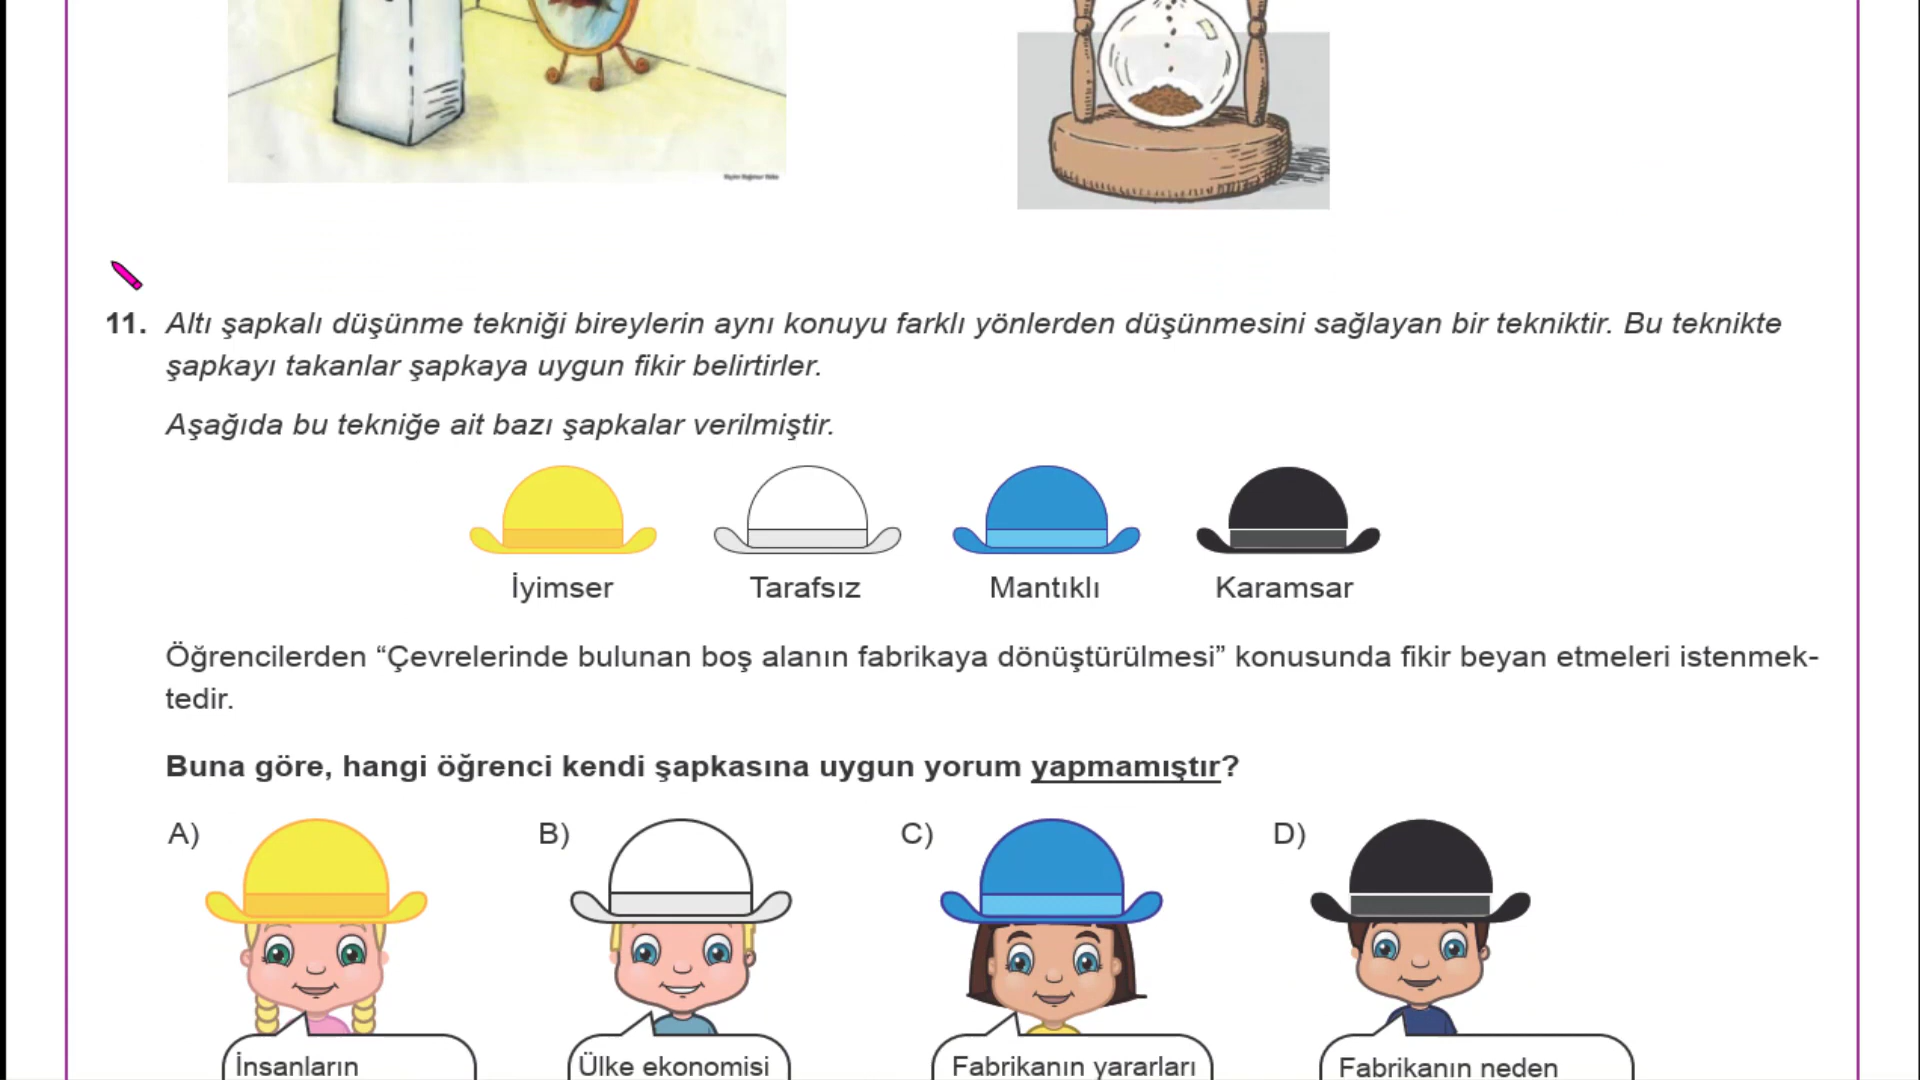 11. Altı şapkalı düşünme tekniği bireylerin aynı konuyu farklı yönlerden düşünmesini sağlayan bir tekniktir. Bu teknikte
şapkayı takanlar şapkaya uygun fikir belirtirler.
Aşağıda bu tekniğe ait bazı şapkalar verilmiştir.
İyimser Tarafsız Mantıklı Karamsar
Öğrencilerden “Çevrelerinde bulunan boş alanın fabrikaya dönüştürülmesi” konusunda fikir beyan etmeleri istenmek-
tedir.
Buna göre, hangi öğrenci kendi şapkasına uygun yorum yapmamıştır?
A) B) C) D)
İnsanların Ülke ekonomisi Fabrikanın yararları Fabrikanın neden